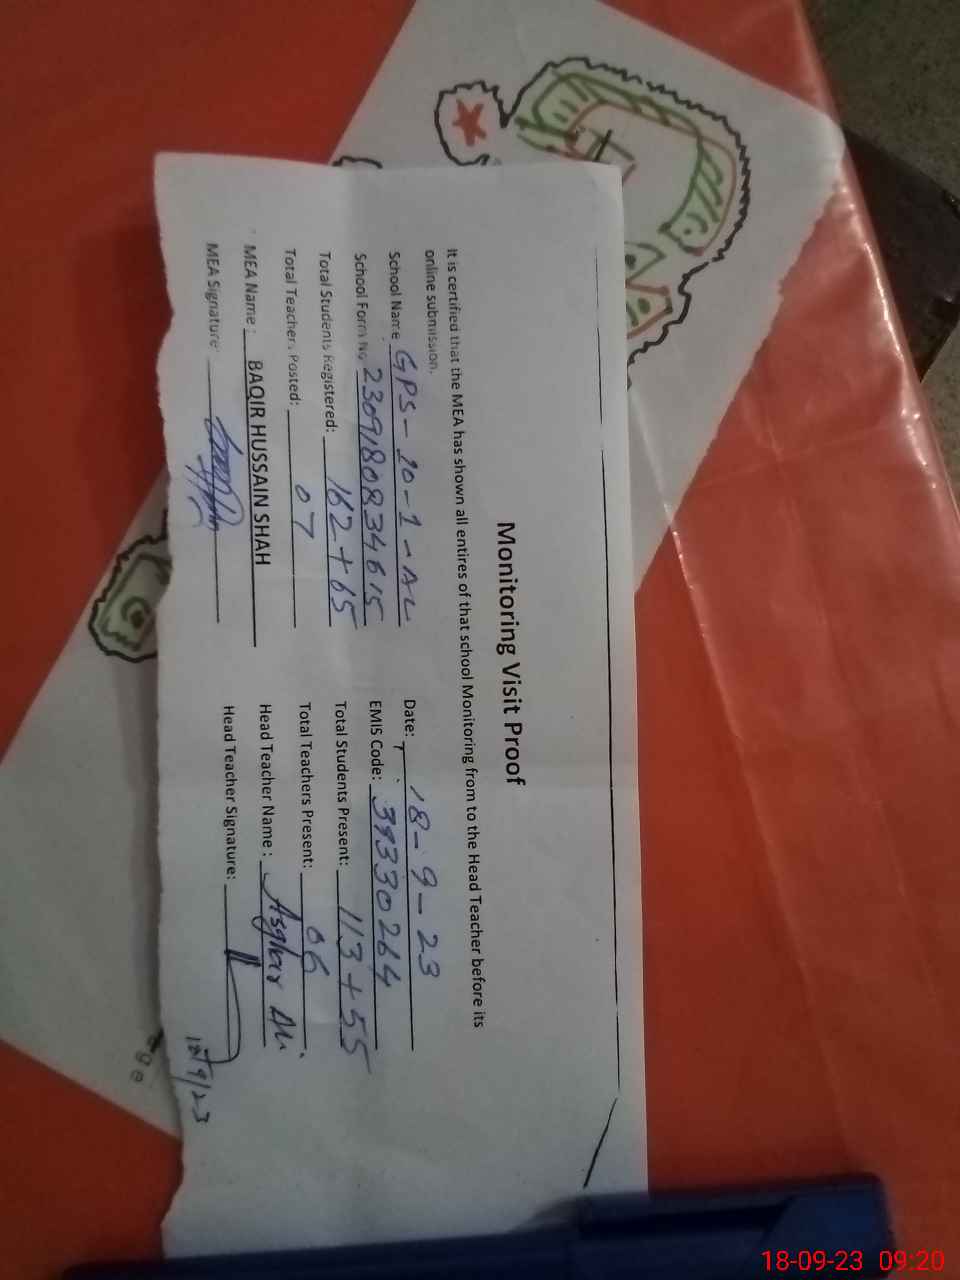 Monitoring Visit Proof
It is certified that the MEA has shown all entires of that school Monitoring from to the Head Teacher before its
online submission.
School Name GPS-10-1-AL Date: 18-9-23
School Form No 2309180834615 EMIS Code: 39330264
Total Students Registered: 162+65 Total Students Present: 113+55
Total Teachers Posted: 07 Total Teachers Present: 06
MEA Name: BAQIR HUSSAIN SHAH Head Teacher Name: Asghar Ali
MEA Signature: Head Teacher Signature:
18/9/23
ge
18-09-23 09:20